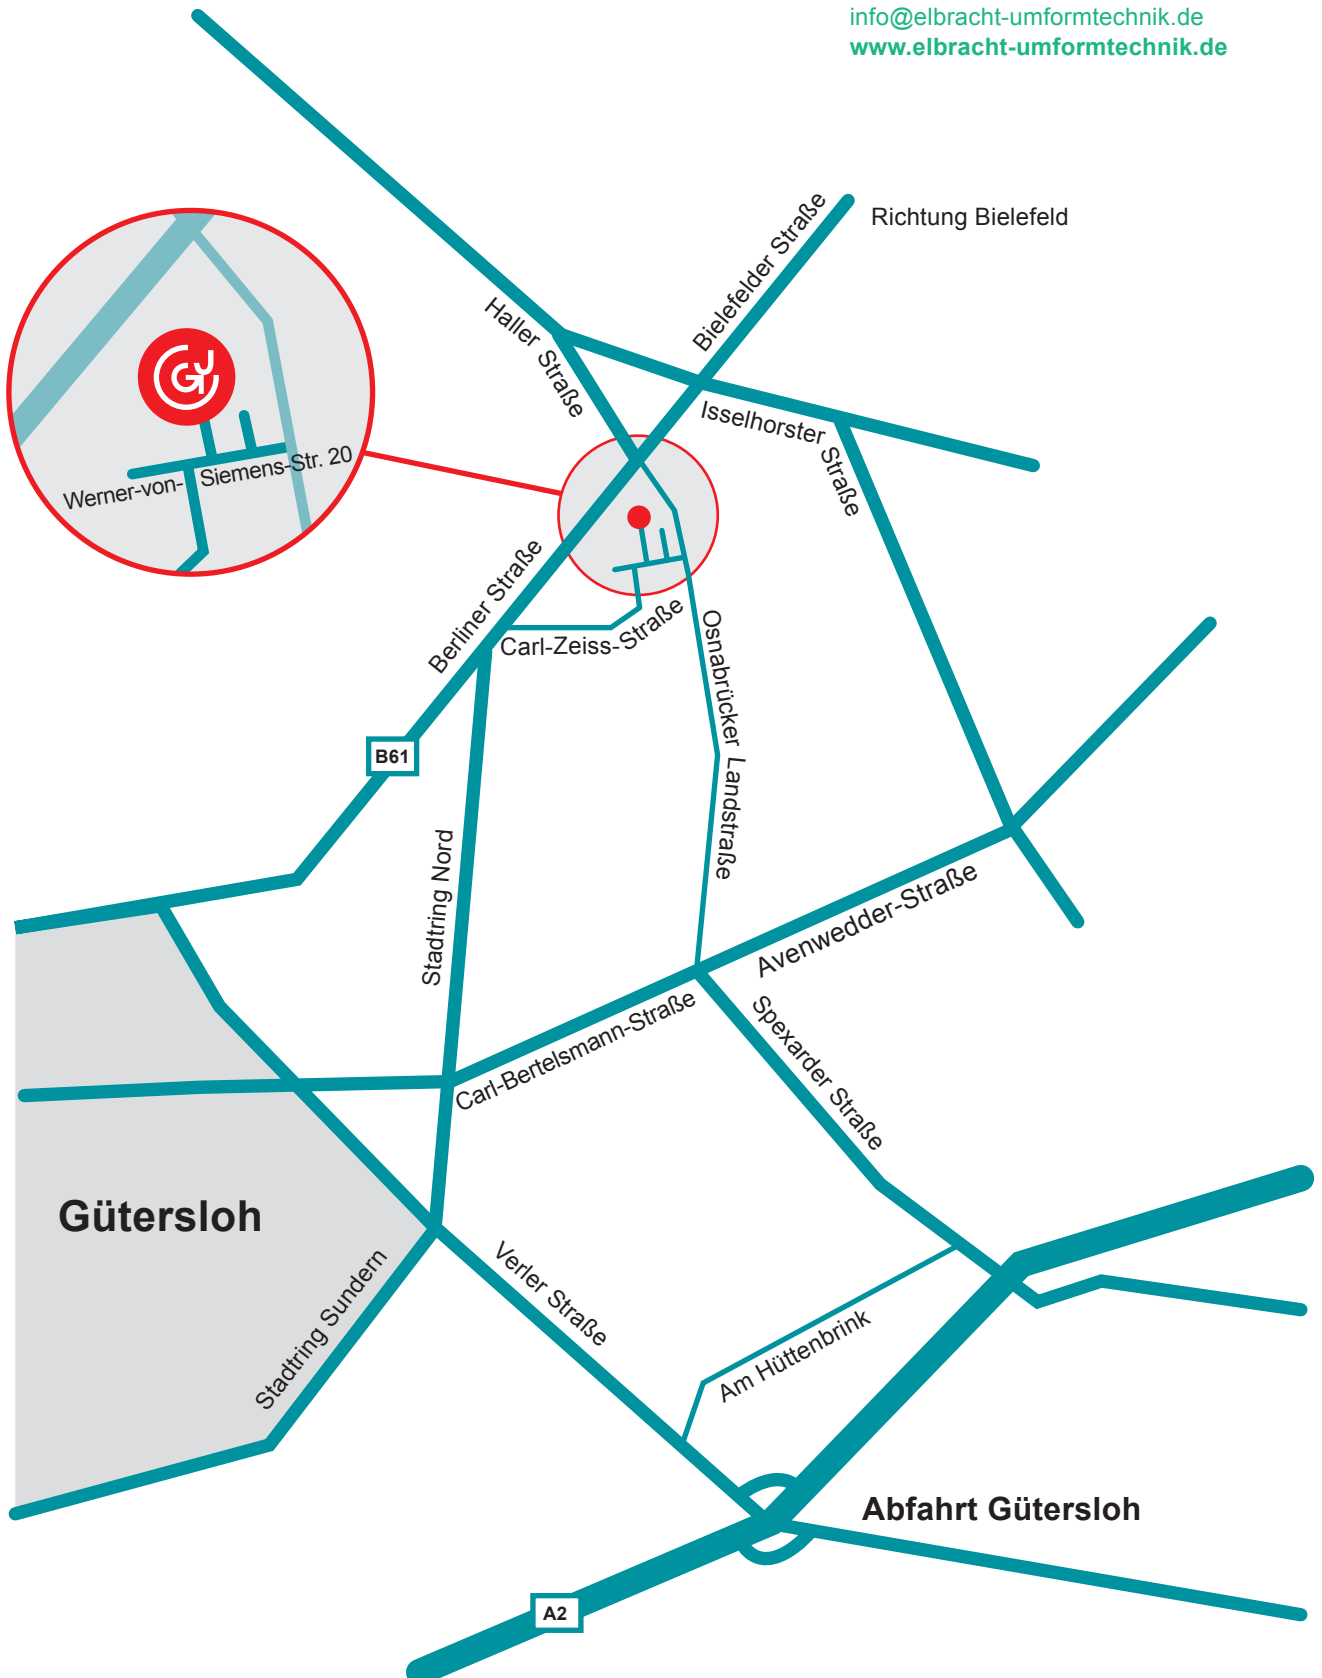 info@elbracht-umformtechnik.de
www.elbracht-umformtechnik.de
Richtung Bielefeld
Bielefelder Straße
Haller Straße
Isselhorster Straße
Werner-von-Siemens-Str. 20
Berliner Straße
Carl-Zeiss-Straße
Osnabrücker Landstraße
B61
Stadtring Nord
Avenwedder-Straße
Carl-Bertelsmann-Straße
Spexarder Straße
Gütersloh
Stadtring Sundern
Verler Straße
Am Hüttenbrink
Abfahrt Gütersloh
A2